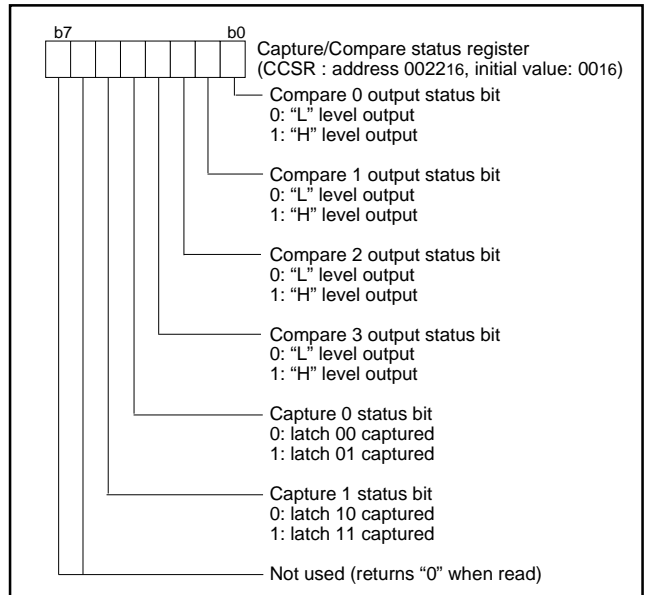 b7 b0
Capture/Compare status register
(CCSR : address 002216, initial value: 0016)
Compare 0 output status bit
0: “L” level output
1: “H” level output
Compare 1 output status bit
0: “L” level output
1: “H” level output
Compare 2 output status bit
0: “L” level output
1: “H” level output
Compare 3 output status bit
0: “L” level output
1: “H” level output
Capture 0 status bit
0: latch 00 captured
1: latch 01 captured
Capture 1 status bit
0: latch 10 captured
1: latch 11 captured
Not used (returns “0” when read)